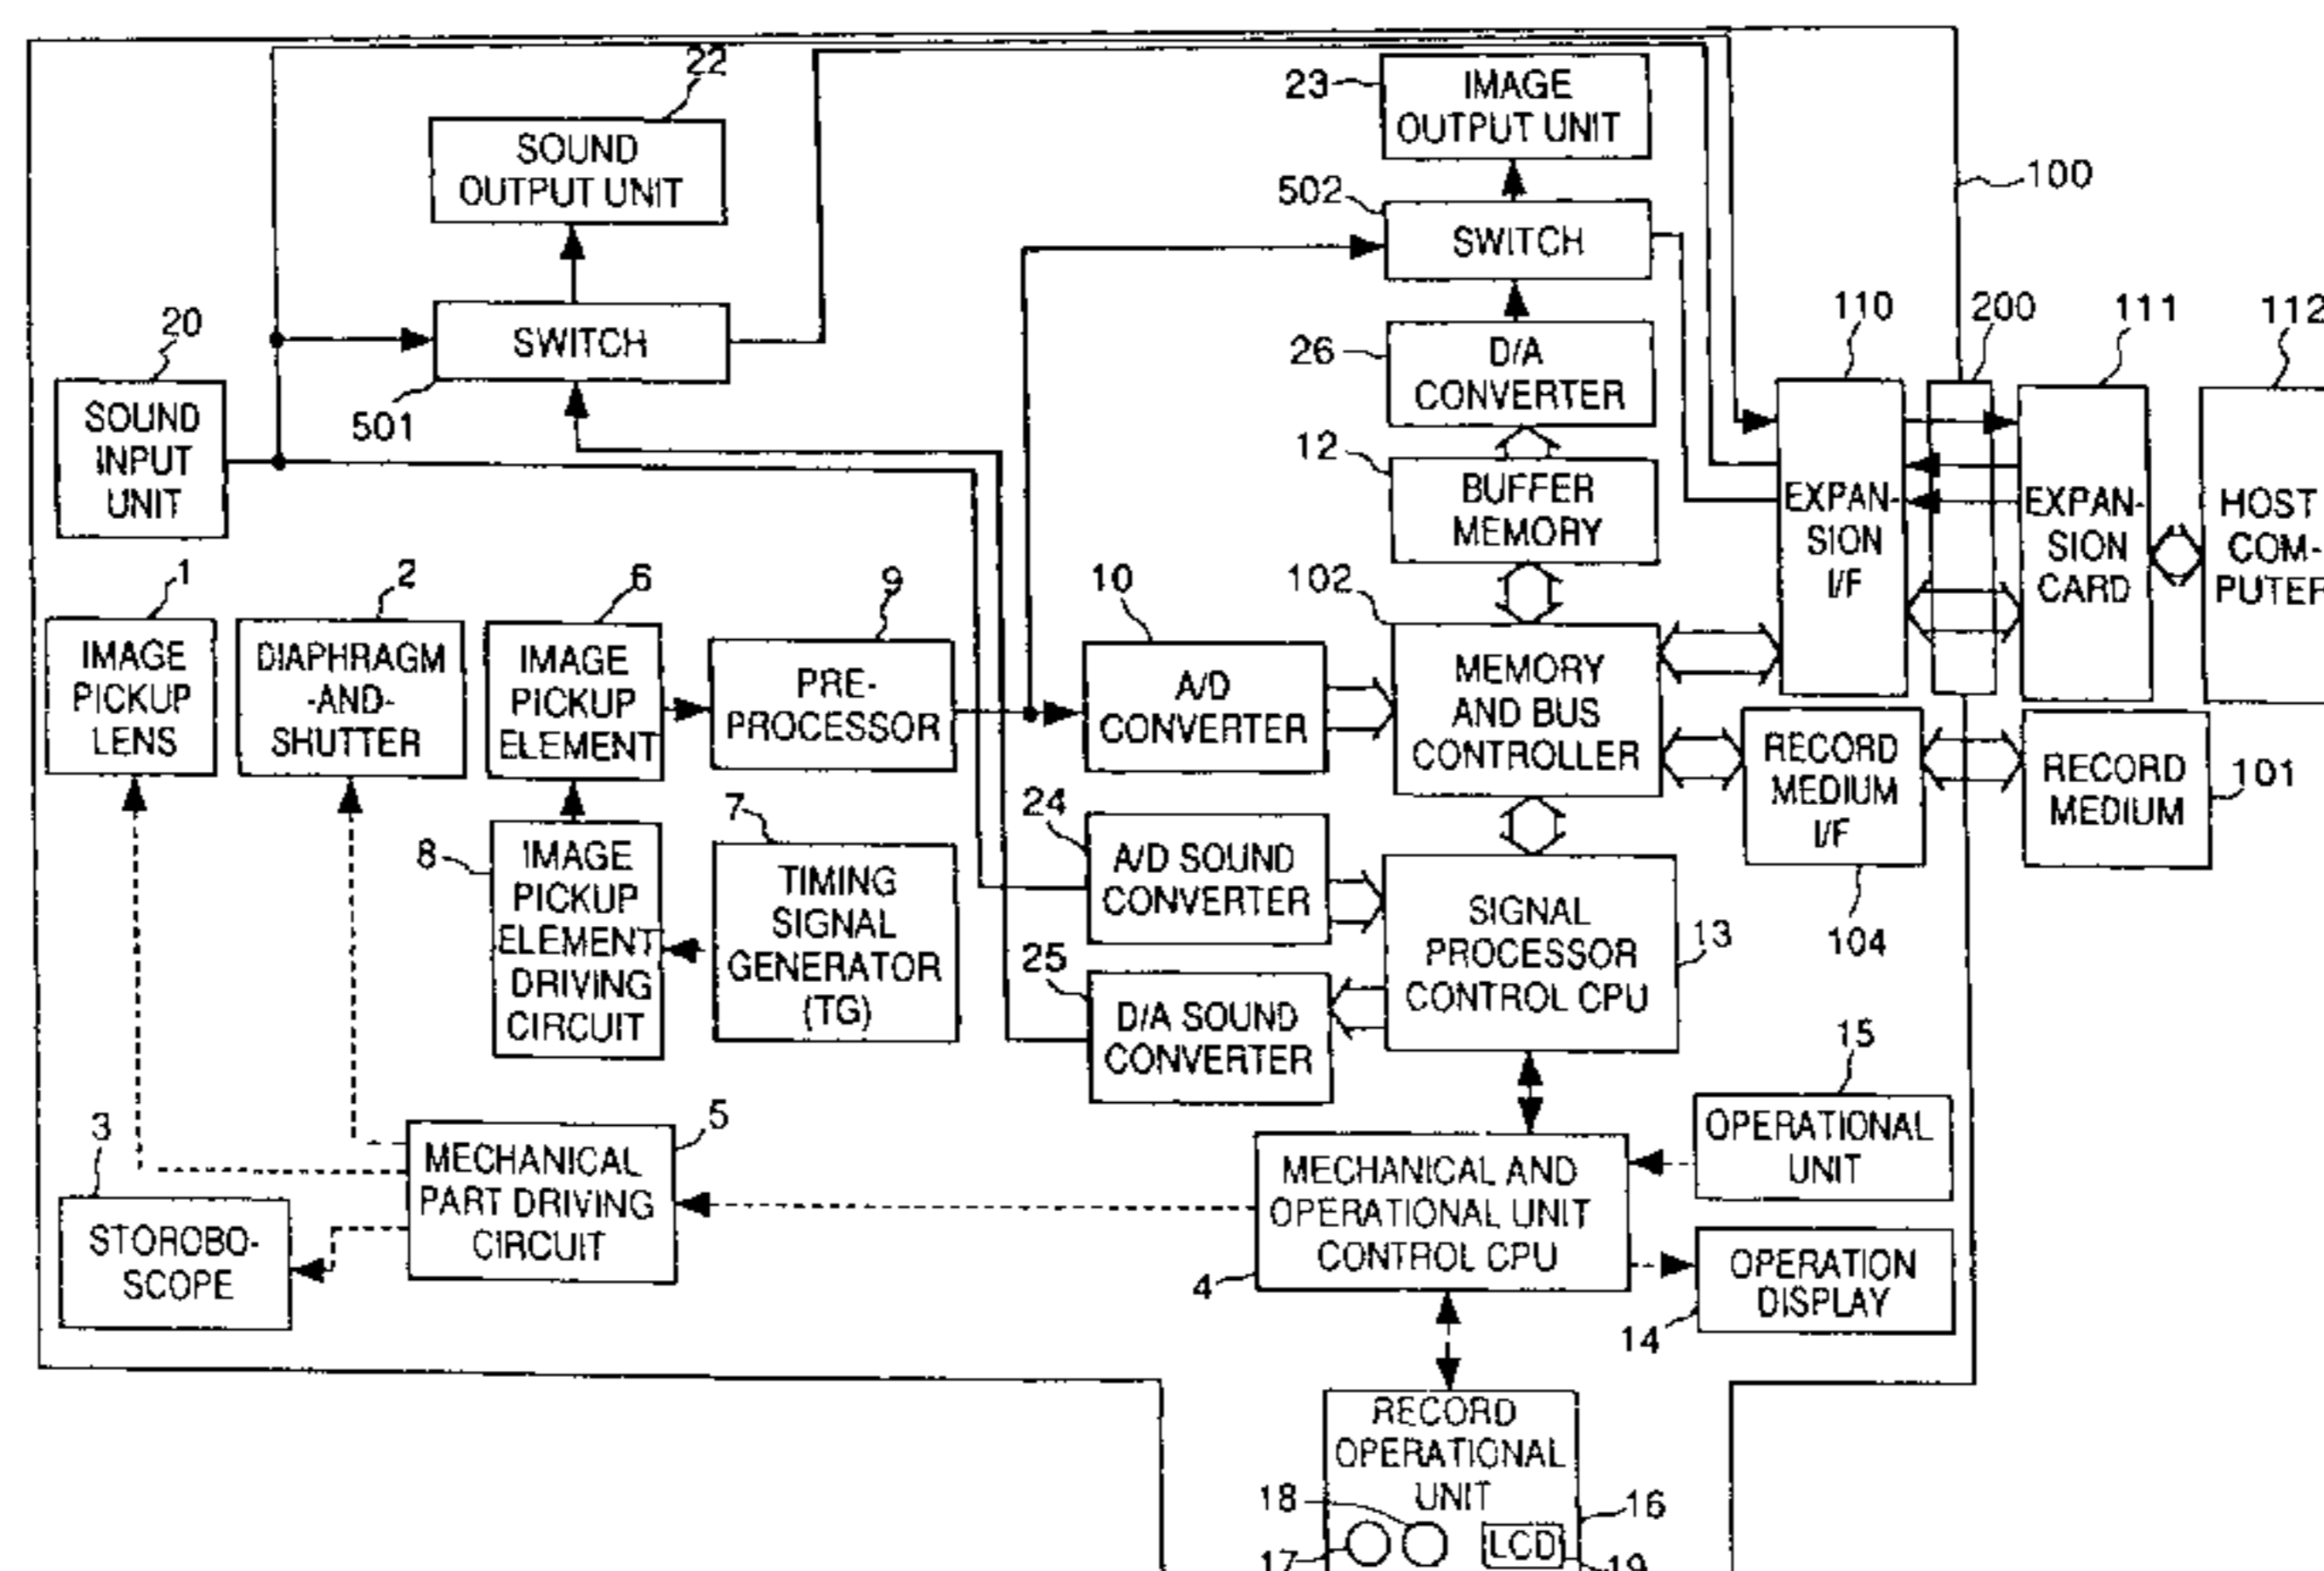 22
SOUND
OUTPUT UNIT
23
IMAGE
OUTPUT UNIT
100
502
SWITCH
20
SWITCH
501
SOUND
INPUT
UNIT
26
D/A
CONVERTER
110
200
111
112
12
BUFFER
MEMORY
EXPAN-
SION
I/F
EXPAN-
SION
CARD
HOST
COM-
PUTER
1
IMAGE
PICKUP
LENS
2
DIAPHRAGM
-AND-
SHUTTER
6
IMAGE
PICKUP
ELEMENT
9
PRE-
PROCESSOR
10
A/D
CONVERTER
102
MEMORY
AND BUS
CONTROLLER
RECORD
MEDIUM
I/F
104
RECORD
MEDIUM
101
8
IMAGE
PICKUP
ELEMENT
DRIVING
CIRCUIT
7
TIMING
SIGNAL
GENERATOR
(TG)
24
A/D SOUND
CONVERTER
25
D/A SOUND
CONVERTER
SIGNAL
PROCESSOR
CONTROL CPU
13
3
STOROBO-
SCOPE
5
MECHANICAL
PART DRIVING
CIRCUIT
MECHANICAL AND
OPERATIONAL UNIT
CONTROL CPU
4
15
OPERATIONAL
UNIT
OPERATION
DISPLAY
14
RECORD
OPERATIONAL
UNIT
18
16
17
LCD
19